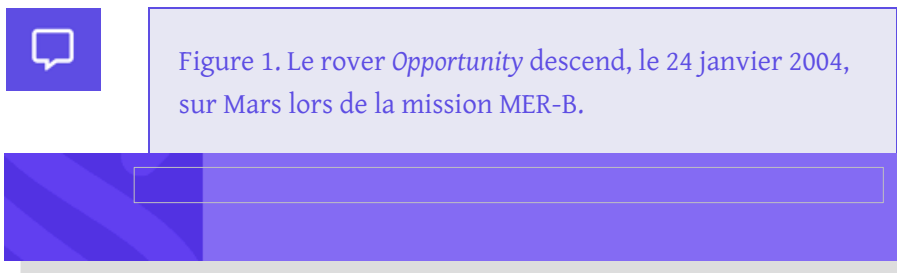 Figure 1. Le rover Opportunity descend, le 24 janvier 2004,
sur Mars lors de la mission MER-B.